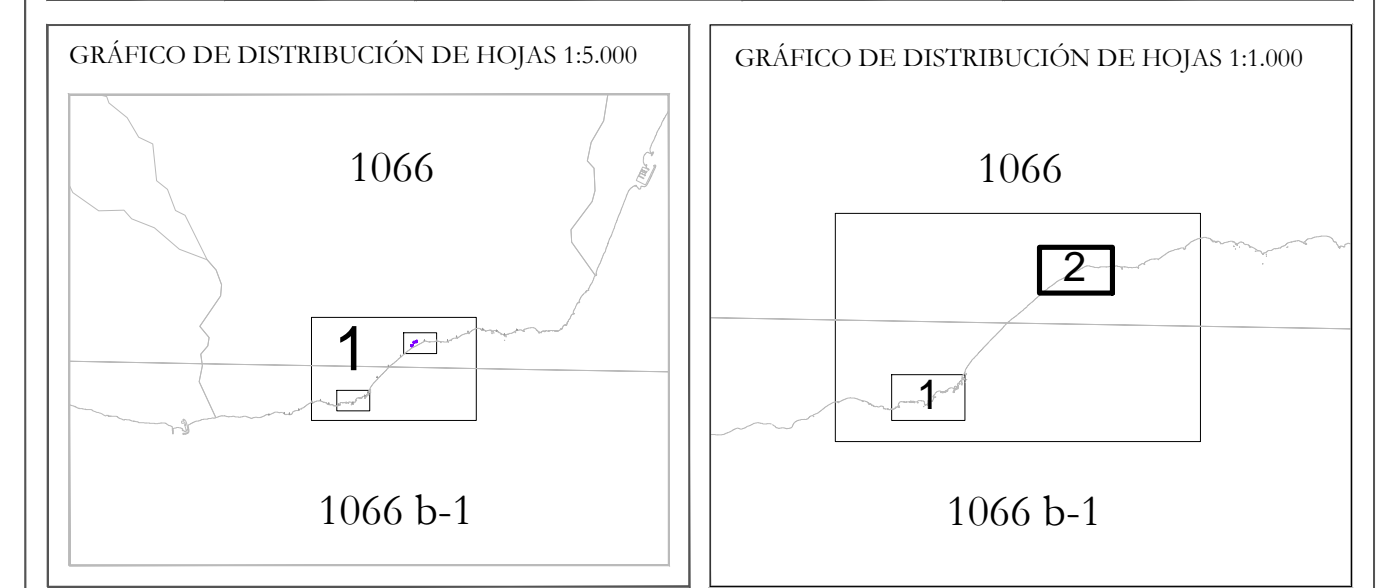 GRÁFICO DE DISTRIBUCIÓN DE HOJAS 1:5.000
1066
1
1066 b-1
GRÁFICO DE DISTRIBUCIÓN DE HOJAS 1:1.000
1066
2
1
1066 b-1